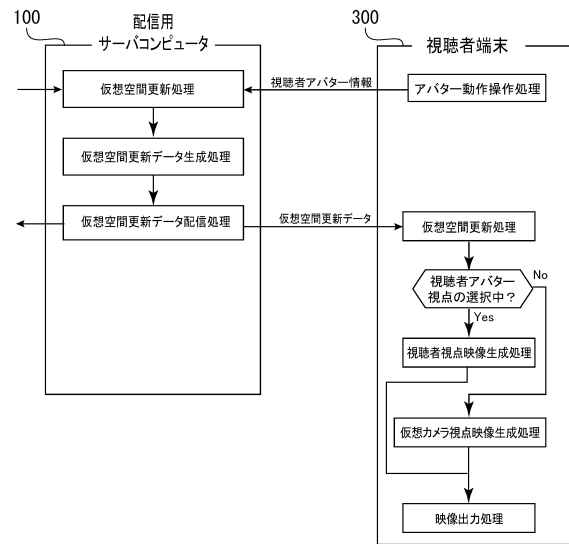 100
配信用
サーバコンピュータ
300
視聴者端末
仮想空間更新処理
視聴者アバター情報
アバター動作操作処理
仮想空間更新データ生成処理
仮想空間更新データ配信処理
仮想空間更新データ
仮想空間更新処理
視聴者アバター
視点の選択中？
No
Yes
視聴者視点映像生成処理
仮想カメラ視点映像生成処理
映像出力処理